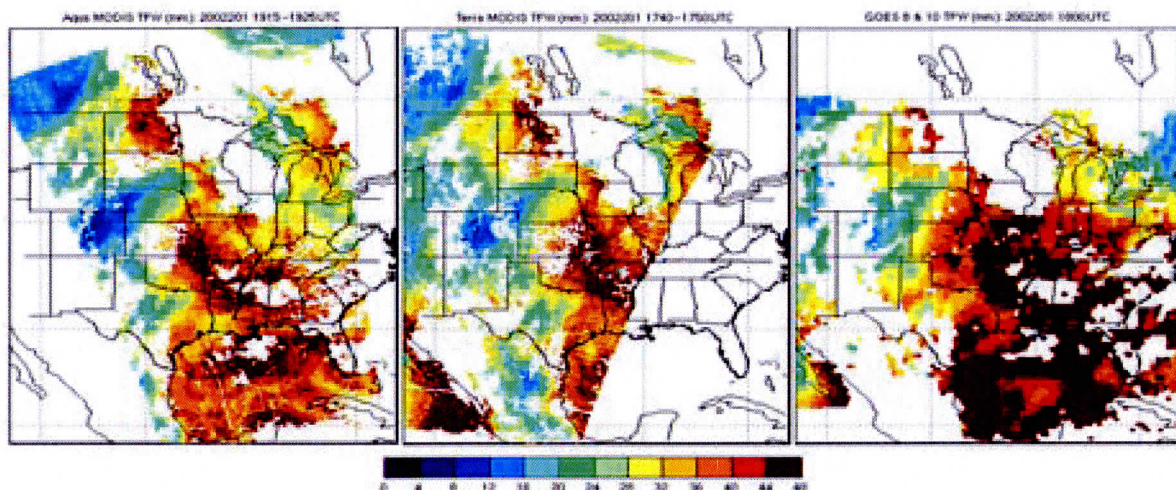 Aqua MODIS TPW (mm): 2002201 1915-1925UTC
Terra MODIS TPW (mm): 2002201 1740-1750UTC
GOES 8 & 10 TPW (mm): 2002201 1800UTC
0 4 8 12 16 20 24 28 32 36 40 44 48